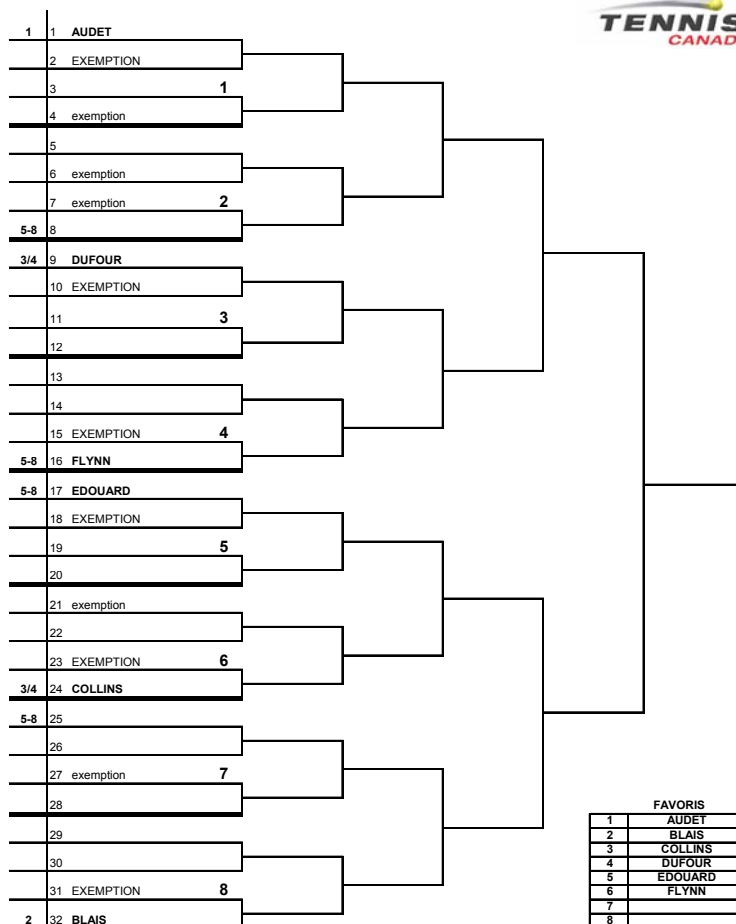 TENNIS
CANAD
1 1 AUDET
2 EXEMPTION
3 1
4 exemption
5
6 exemption
7 exemption 2
5-8 8
3/4 9 DUFOUR
10 EXEMPTION
11 3
12
13
14
15 EXEMPTION 4
5-8 16 FLYNN
5-8 17 EDOUARD
18 EXEMPTION
19 5
20
21 exemption
22
23 EXEMPTION 6
3/4 24 COLLINS
5-8 25
26
27 exemption 7
28
29
30
31 EXEMPTION 8
2 32 BLAIS
FAVORIS
1 AUDET
2 BLAIS
3 COLLINS
4 DUFOUR
5 EDOUARD
6 FLYNN
7
8